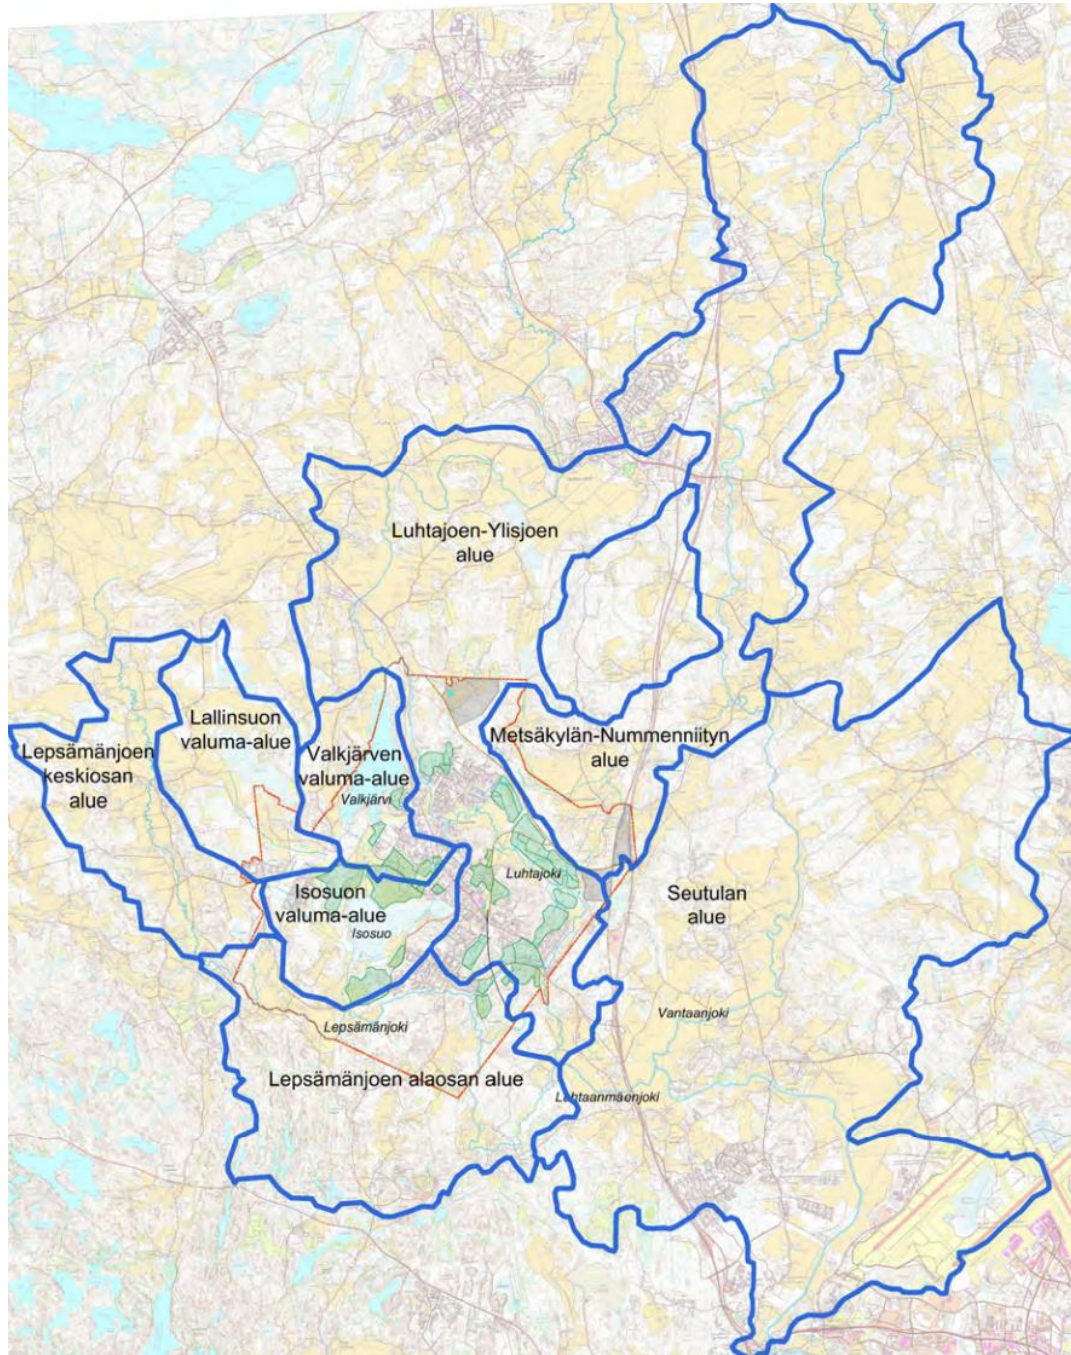 Luhtajoen-Ylisjoen
alue
Lallinsuon
valuma-alue
Metsäkylän-Nummenniityn
alue
Lepsämänjoen
keskiosan
alue
Valkjärven
valuma-alue
Valkjärvi
Luhtajoki
Isosuon
valuma-alue
Isosuo
Seutulan
alue
Vantaanjoki
Lepsämänjoki
Lepsämänjoen alaosan alue
Luhtaanmäenjoki